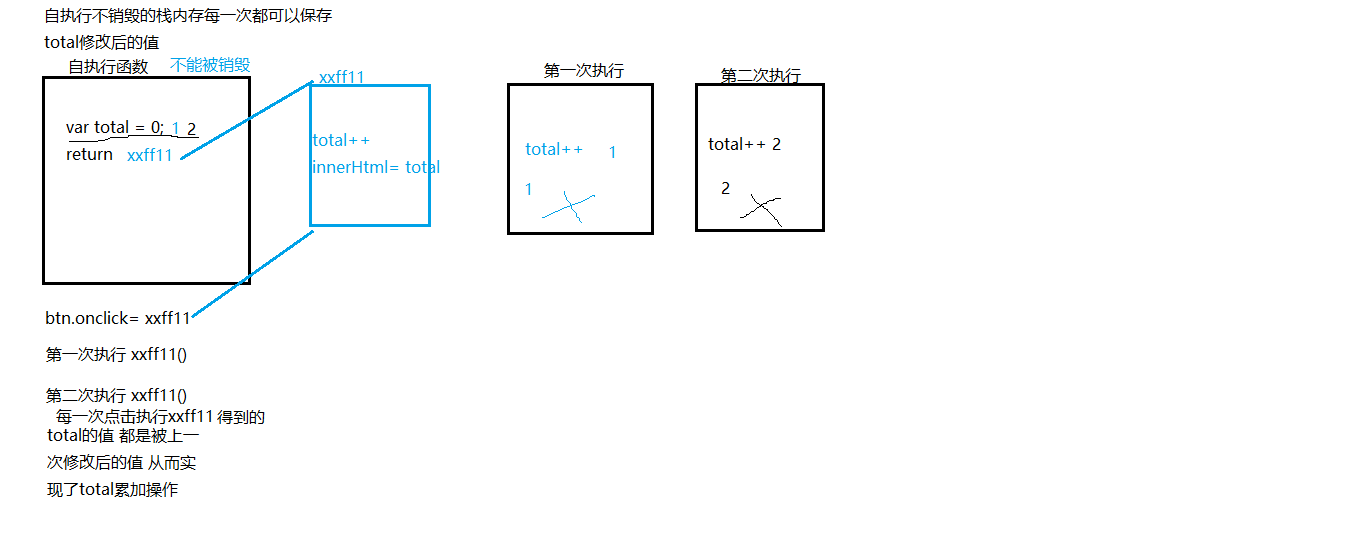 自执行不销毁的栈内存每一次都可以保存
total修改后的值
自执行函数 不能被销毁
var total = 0; 1 2
return xxff11
xxff11
total++
innerHtml= total
第一次执行
total++ 1
1
第二次执行
total++ 2
2
btn.onclick= xxff11
第一次执行 xxff11()
第二次执行 xxff11()
每一次点击执行xxff11 得到的
total的值 都是被上一
次修改后的值 从而实
现了total累加操作